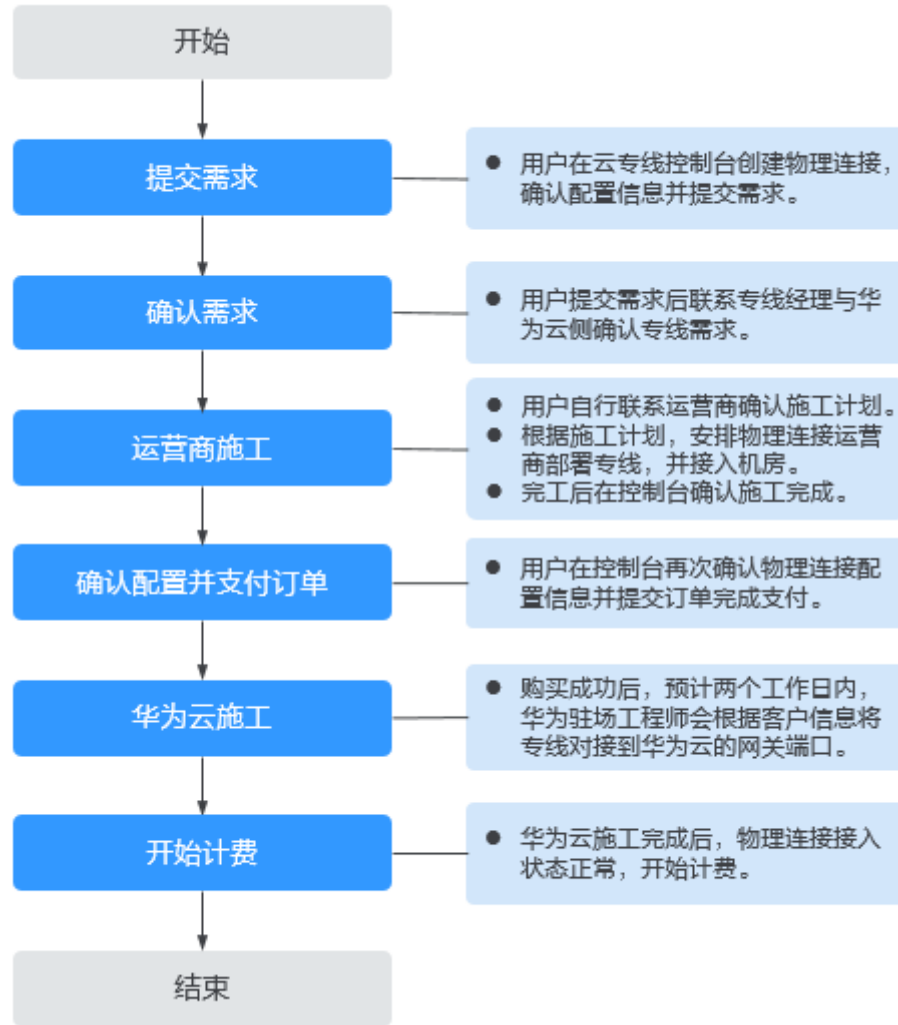 开始
提交需求
● 用户在云专线控制台创建物理连接，
确认配置信息并提交需求。
确认需求
● 用户提交需求后联系专线经理与华
为云侧确认专线需求。
运营商施工
● 用户自行联系运营商确认施工计划。
● 根据施工计划，安排物理连接运营
商部署专线，并接入机房。
● 完工后在控制台确认施工完成。
确认配置并支付订单
● 用户在控制台再次确认物理连接配
置信息并提交订单完成支付。
华为云施工
● 购买成功后，预计两个工作日内，
华为驻场工程师会根据客户信息将
专线对接到华为云的网关端口。
开始计费
● 华为云施工完成后，物理连接接入
状态正常，开始计费。
结束